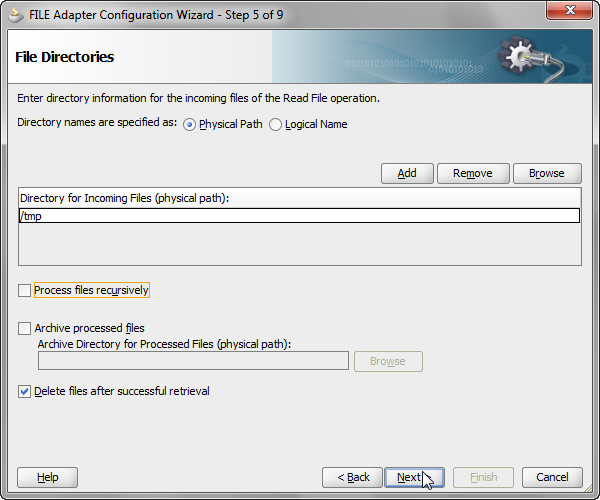 FILE Adapter Configuration Wizard - Step 5 of 9
File Directories
010101010101010101010101010101
01010101010
Enter directory information for the incoming files of the Read File operation.
Directory names are specified as: Physical Path Logical Name
Add Remove Browse
Directory for Incoming Files (physical path):
/tmp
Process files recursively
Archive processed files
Archive Directory for Processed Files (physical path):
Browse
Delete files after successful retrieval
Help < Back Next > Finish Cancel